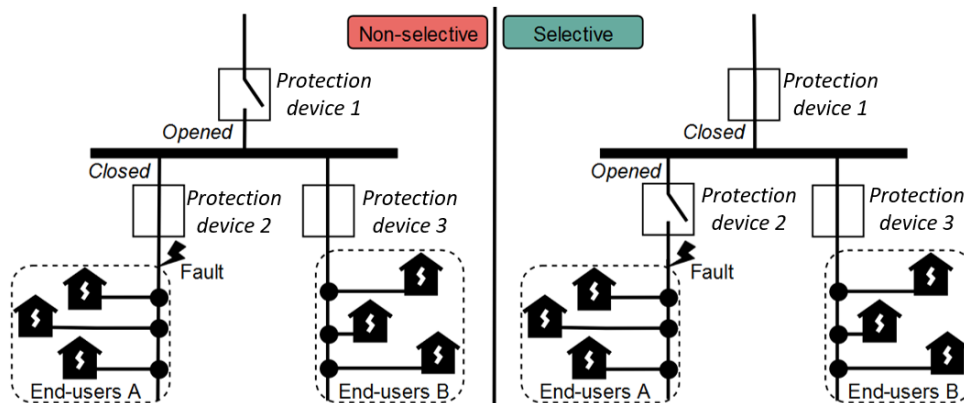 Non-selective
Protection
device 1
Opened
Closed
Protection
device 2
Protection
device 3
Fault
End-users A
End-users B
Selective
Protection
device 1
Closed
Opened
Protection
device 2
Protection
device 3
Fault
End-users A
End-users B